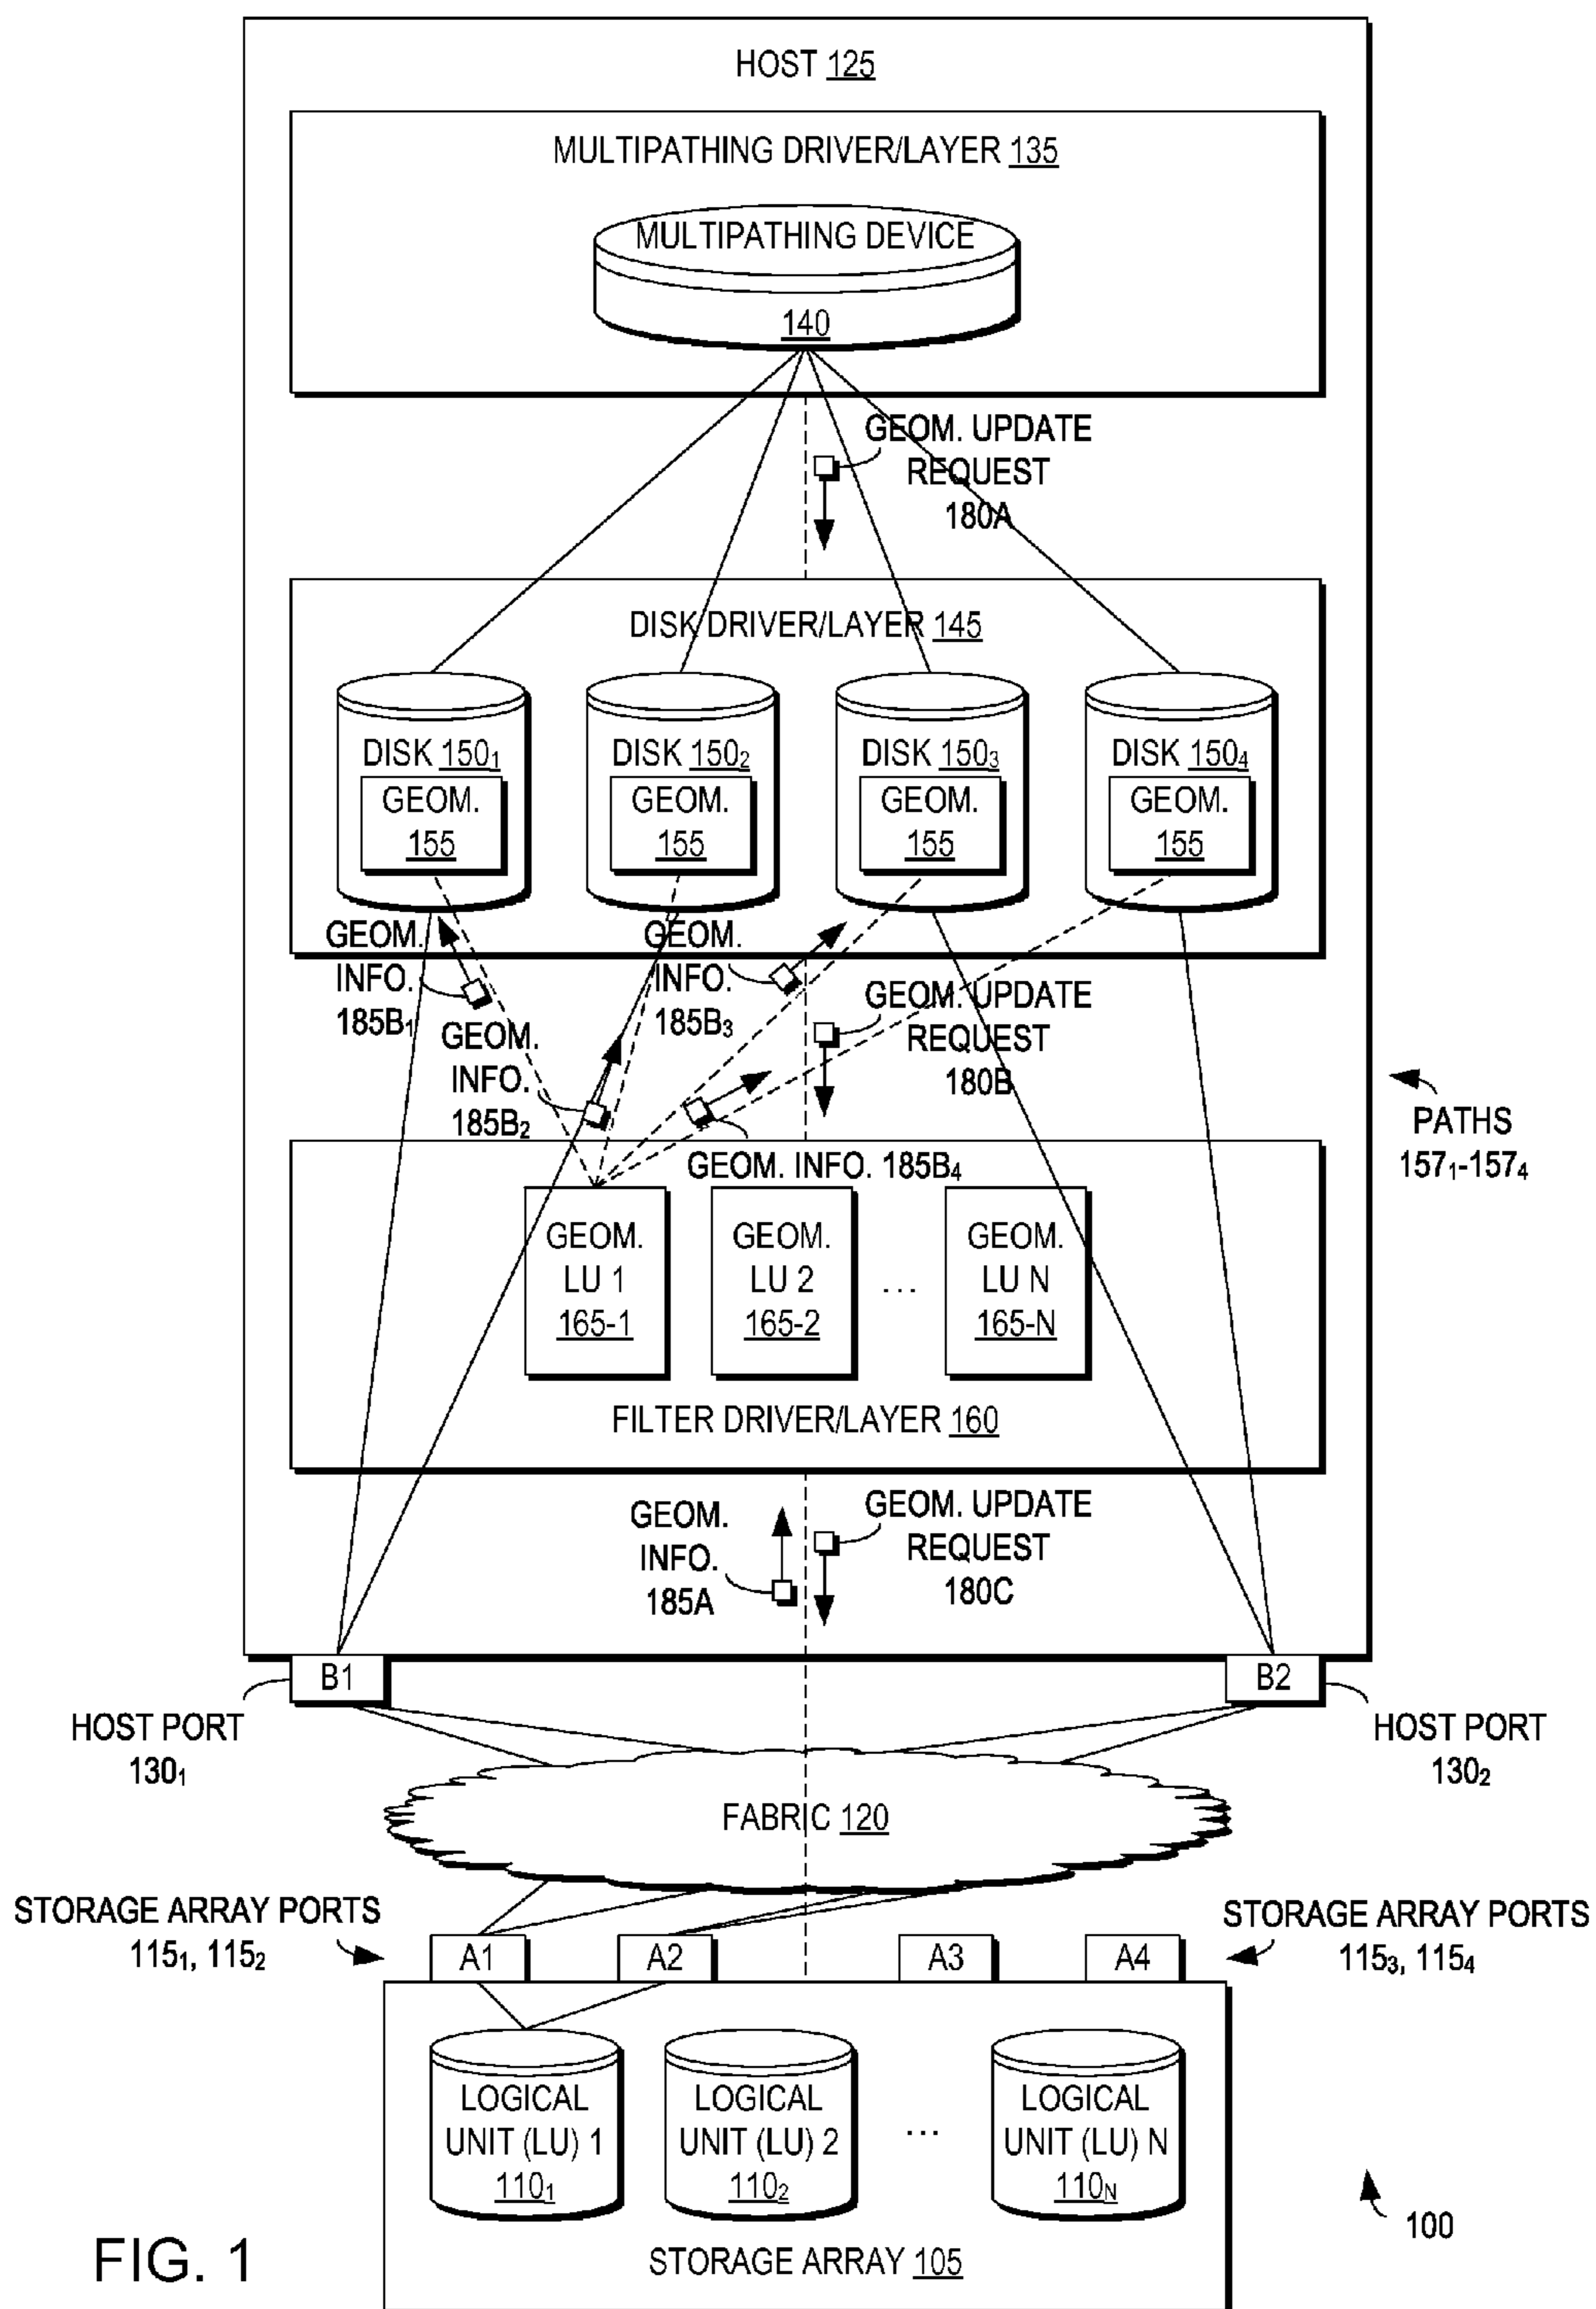 HOST 125
MULTIPATHING DRIVER/LAYER 135
MULTIPATHING DEVICE
140
GEOM. UPDATE
REQUEST
180A
DISK DRIVER/LAYER 145
DISK 150₁
GEOM.
155
DISK 150₂
GEOM.
155
DISK 150₃
GEOM.
155
DISK 150₄
GEOM.
155
GEOM.
INFO.
185B₁
GEOM.
INFO.
185B₂
GEOM.
INFO.
185B₃
GEOM. UPDATE
REQUEST
180B
GEOM. INFO. 185B₄
PATHS
157₁-157₄
GEOM.
LU 1
165-1
GEOM.
LU 2
165-2
...
GEOM.
LU N
165-N
FILTER DRIVER/LAYER 160
GEOM.
INFO.
185A
GEOM. UPDATE
REQUEST
180C
B1
B2
HOST PORT
130₁
HOST PORT
130₂
FABRIC 120
STORAGE ARRAY PORTS
115₁, 115₂
A1
A2
A3
A4
STORAGE ARRAY PORTS
115₃, 115₄
LOGICAL
UNIT (LU) 1
110₁
LOGICAL
UNIT (LU) 2
110₂
...
LOGICAL
UNIT (LU) N
110N
STORAGE ARRAY 105
100
FIG. 1